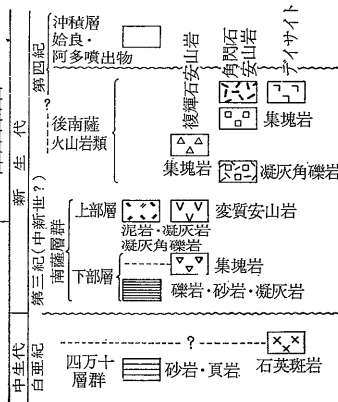 新生代
第四紀
?
第三紀(中新世?)
中生代
白亜紀
沖積層
姶良・
阿多噴出物
後南薩
火山岩類
複輝石安山岩
角閃石
安山岩
デイサイト
集塊岩
集塊岩
凝灰角礫岩
南薩層群
上部層
変質安山岩
泥岩・凝灰岩
凝灰角礫岩
下部層
集塊岩
礫岩・砂岩・凝灰岩
?
四万十
層群
砂岩・頁岩
石英斑岩